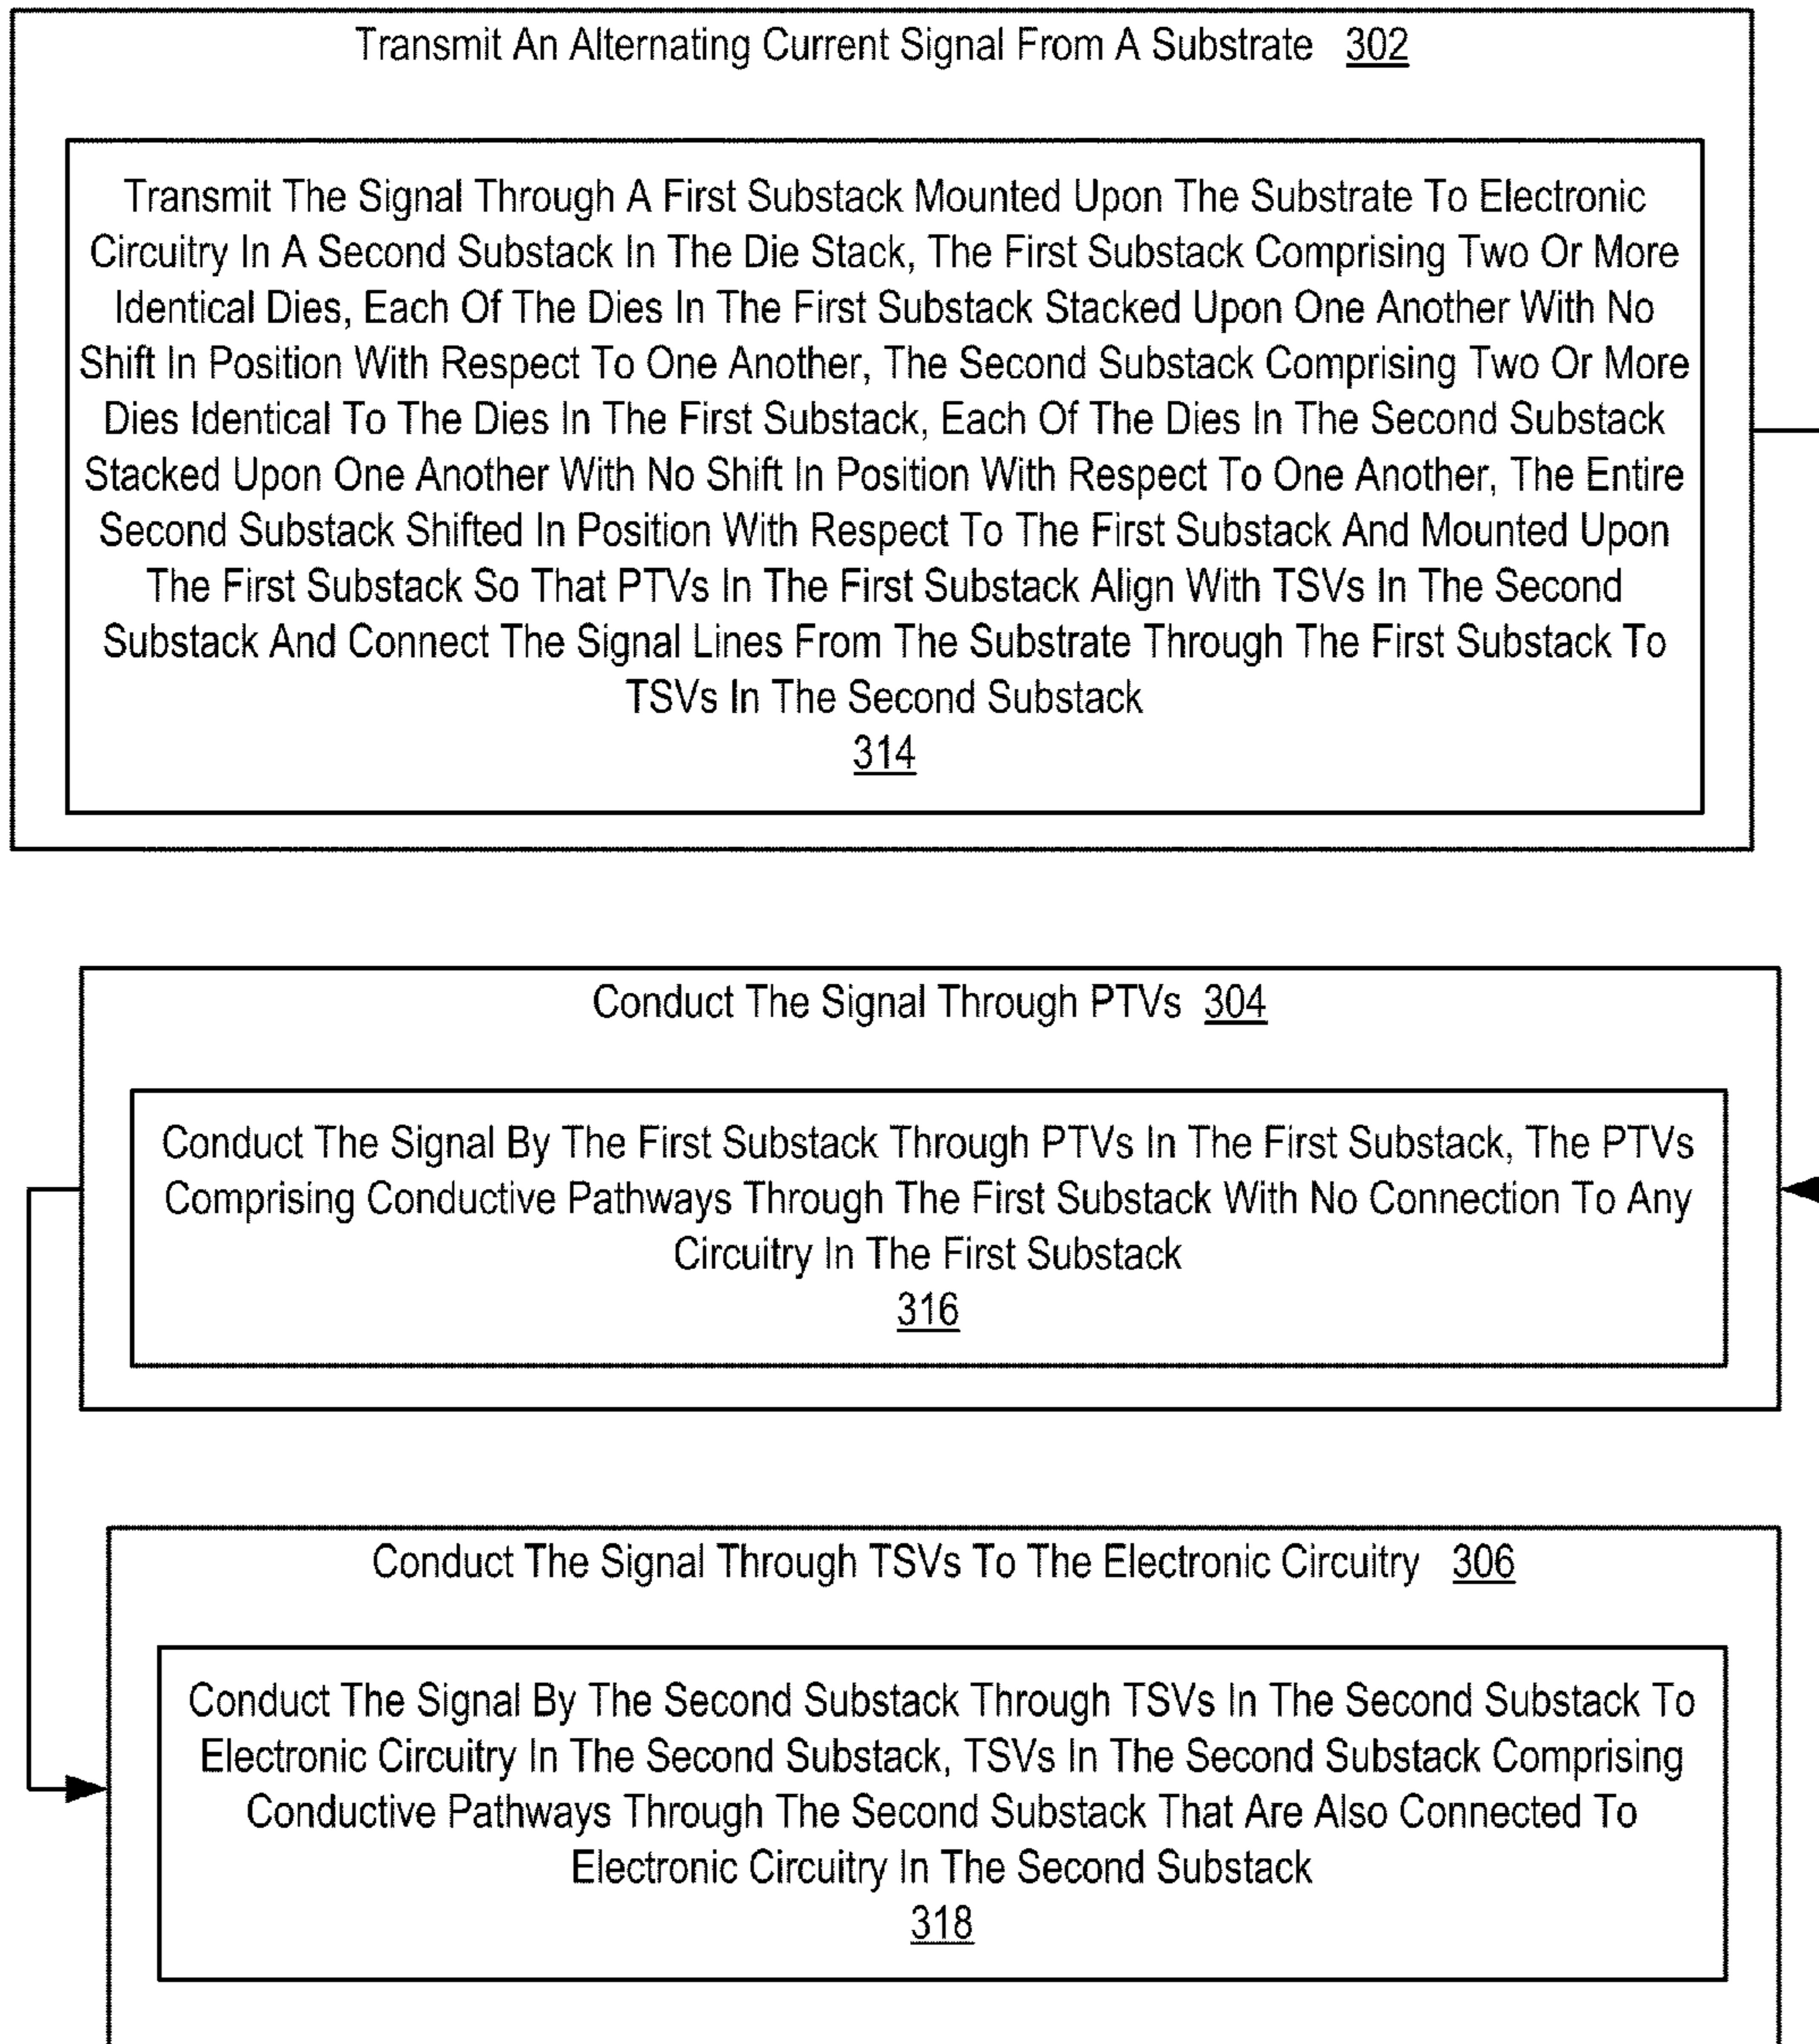 Transmit An Alternating Current Signal From A Substrate 302
Transmit The Signal Through A First Substack Mounted Upon The Substrate To Electronic
Circuitry In A Second Substack In The Die Stack, The First Substack Comprising Two Or More
Identical Dies, Each Of The Dies In The First Substack Stacked Upon One Another With No
Shift In Position With Respect To One Another, The Second Substack Comprising Two Or More
Dies Identical To The Dies In The First Substack, Each Of The Dies In The Second Substack
Stacked Upon One Another With No Shift In Position With Respect To One Another, The Entire
Second Substack Shifted In Position With Respect To The First Substack And Mounted Upon
The First Substack So That PTVs In The First Substack Align With TSVs In The Second
Substack And Connect The Signal Lines From The Substrate Through The First Substack To
TSVs In The Second Substack
314
Conduct The Signal Through PTVs 304
Conduct The Signal By The First Substack Through PTVs In The First Substack, The PTVs
Comprising Conductive Pathways Through The First Substack With No Connection To Any
Circuitry In The First Substack
316
Conduct The Signal Through TSVs To The Electronic Circuitry 306
Conduct The Signal By The Second Substack Through TSVs In The Second Substack To
Electronic Circuitry In The Second Substack, TSVs In The Second Substack Comprising
Conductive Pathways Through The Second Substack That Are Also Connected To
Electronic Circuitry In The Second Substack
318